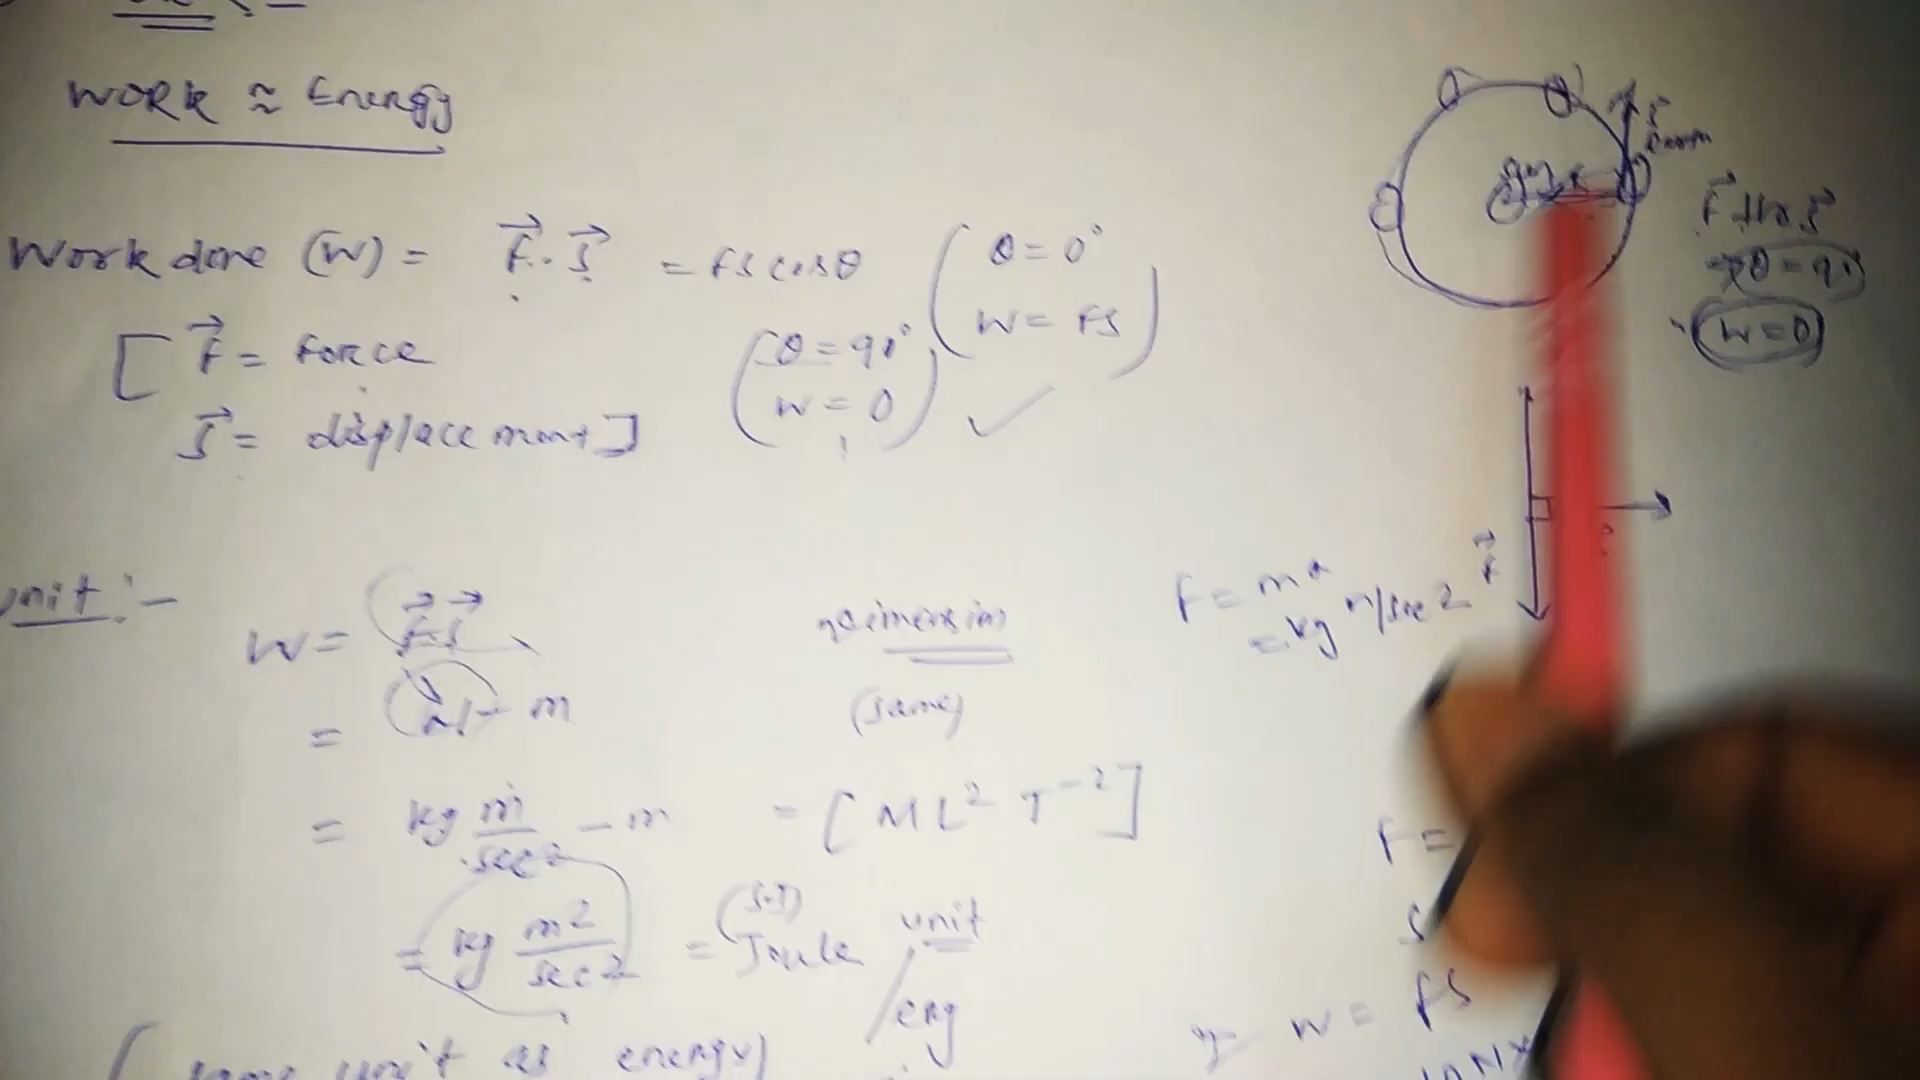 WORK ≈ Energy
Work done (W) = F⃗ . S⃗ = FS cosθ
(θ = 0°
W = FS)
[F⃗ = Force
(θ = 90°
W = 0)
S⃗ = displacement]
F⃗ S⃗
θ = 90
W = 0
unit :-
W = F⃗.S⃗
= N - m
= kg m/sec2 - m
= kg m2/sec2 = Joule
(S.I)
unit
/ erg
dimension
(same)
= [M L² T⁻²]
F = ma
= kg m/sec2
F⃗
F =
S
W = FS
(same unit as energy)